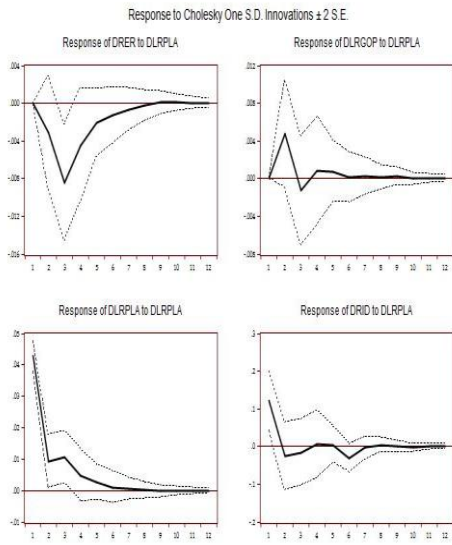 Response to Cholesky One S.D. Innovations ± 2 S.E.
Response of DRER to DLRPLA
Response of DLRGDP to DLRPLA
.004
.000
-.004
-.008
-.012
-.016
1 2 3 4 5 6 7 8 9 10 11 12
.012
.008
.004
.000
-.004
-.008
1 2 3 4 5 6 7 8 9 10 11 12
Response of DLRPLA to DLRPLA
Response of DRID to DLRPLA
.05
.04
.03
.02
.01
.00
-.01
1 2 3 4 5 6 7 8 9 10 11 12
.3
.2
.1
.0
-.1
-.2
1 2 3 4 5 6 7 8 9 10 11 12